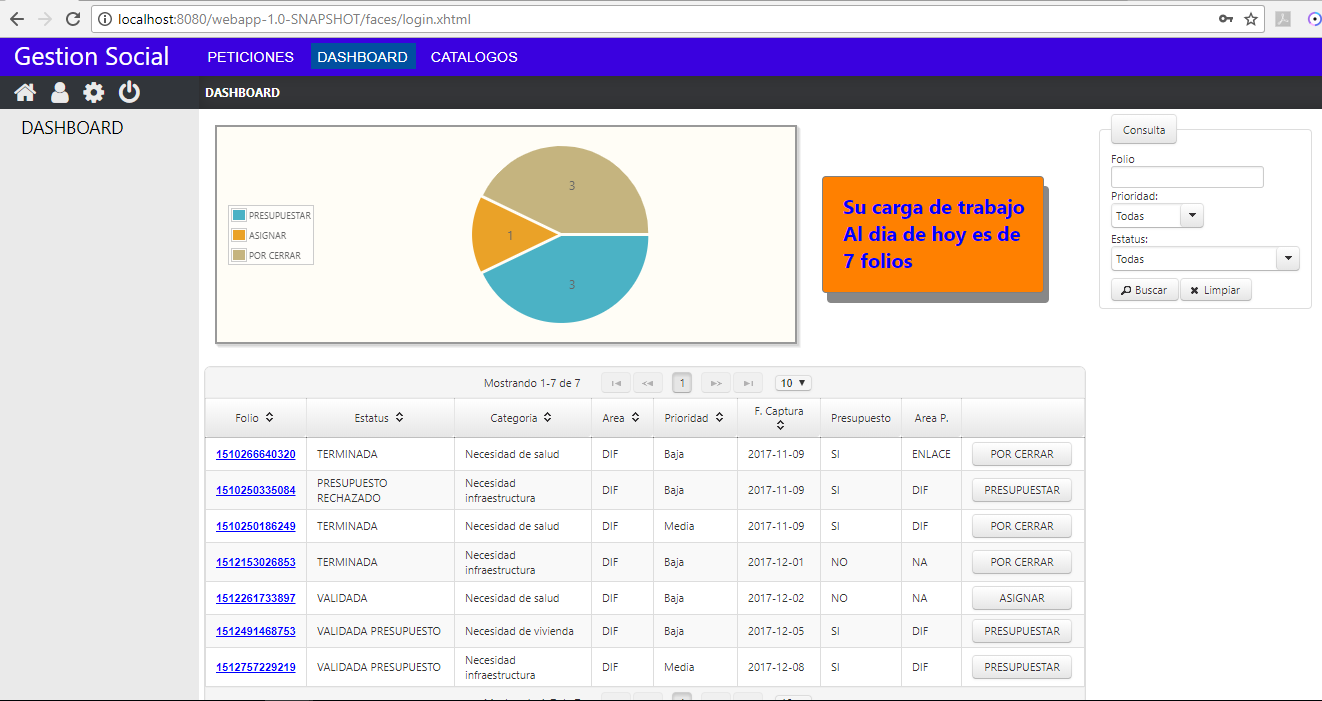 localhost:8080/webapp-1.0-SNAPSHOT/faces/login.xhtml
Gestion Social PETICIONES DASHBOARD CATALOGOS
DASHBOARD
DASHBOARD
PRESUPUESTAR
ASIGNAR
POR CERRAR
3
1
3
Su carga de trabajo
Al dia de hoy es de
7 folios
Consulta
Folio
Prioridad:
Todas
Estatus:
Todas
Buscar Limpiar
Mostrando 1-7 de 7 1 10
Folio Estatus Categoria Area Prioridad F. Captura Presupuesto Area P.
1510266640320 TERMINADA Necesidad de salud DIF Baja 2017-11-09 SI ENLACE POR CERRAR
1510250335084 PRESUPUESTO RECHAZADO Necesidad infraestructura DIF Baja 2017-11-09 SI DIF PRESUPUESTAR
1510250186249 TERMINADA Necesidad de salud DIF Media 2017-11-09 SI DIF POR CERRAR
1512153026853 TERMINADA Necesidad infraestructura DIF Baja 2017-12-01 NO NA POR CERRAR
1512261733897 VALIDADA Necesidad de salud DIF Baja 2017-12-02 NO NA ASIGNAR
1512491468753 VALIDADA PRESUPUESTO Necesidad de vivienda DIF Baja 2017-12-05 SI DIF PRESUPUESTAR
1512757229219 VALIDADA PRESUPUESTO Necesidad infraestructura DIF Media 2017-12-08 SI DIF PRESUPUESTAR